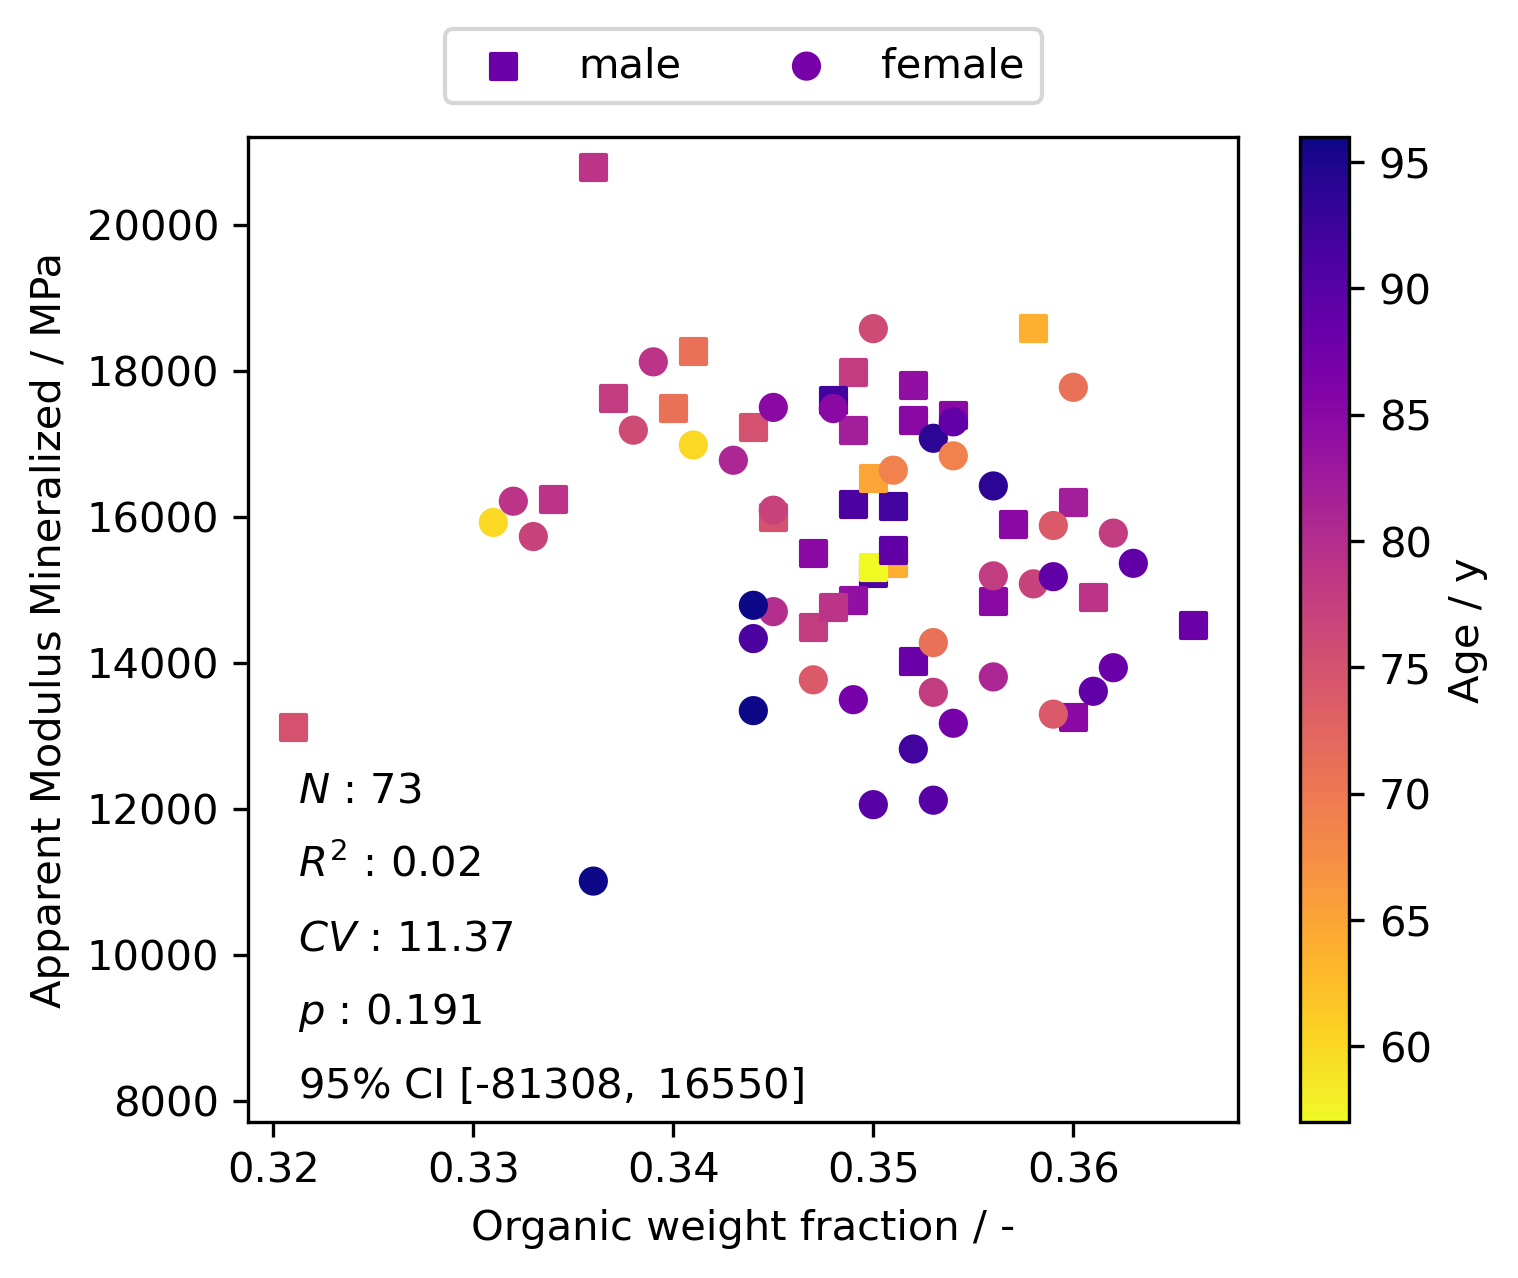 male female
20000
18000
16000
14000
12000
10000
8000
Apparent Modulus Mineralized / MPa
N : 73
R² : 0.02
CV : 11.37
p : 0.191
95% CI [-81308, 16550]
0.32 0.33 0.34 0.35 0.36
Organic weight fraction / -
95
90
85
80
75
70
65
60
Age / y